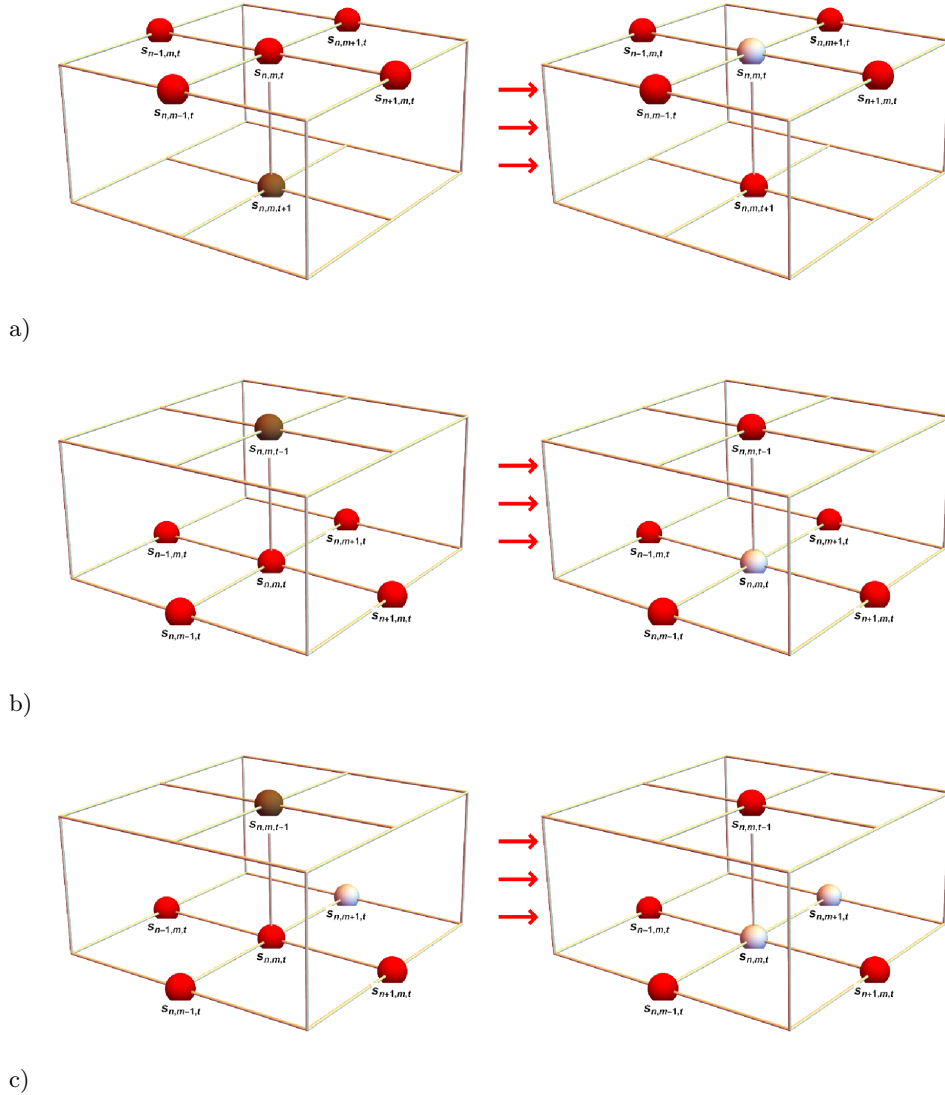 s_{n-1,m,t} s_{n,m,t} s_{n,m+1,t} s_{n,m-1,t} s_{n+1,m,t} s_{n,m,t+1}
s_{n-1,m,t} s_{n,m,t} s_{n,m+1,t} s_{n,m-1,t} s_{n+1,m,t} s_{n,m,t+1}
a)
s_{n,m,t-1} s_{n-1,m,t} s_{n,m+1,t} s_{n,m,t} s_{n,m-1,t} s_{n+1,m,t}
s_{n,m,t-1} s_{n-1,m,t} s_{n,m+1,t} s_{n,m,t} s_{n,m-1,t} s_{n+1,m,t}
b)
s_{n,m,t-1} s_{n-1,m,t} s_{n,m+1,t} s_{n,m,t} s_{n,m-1,t} s_{n+1,m,t}
s_{n,m,t-1} s_{n-1,m,t} s_{n,m+1,t} s_{n,m,t} s_{n,m-1,t} s_{n+1,m,t}
c)